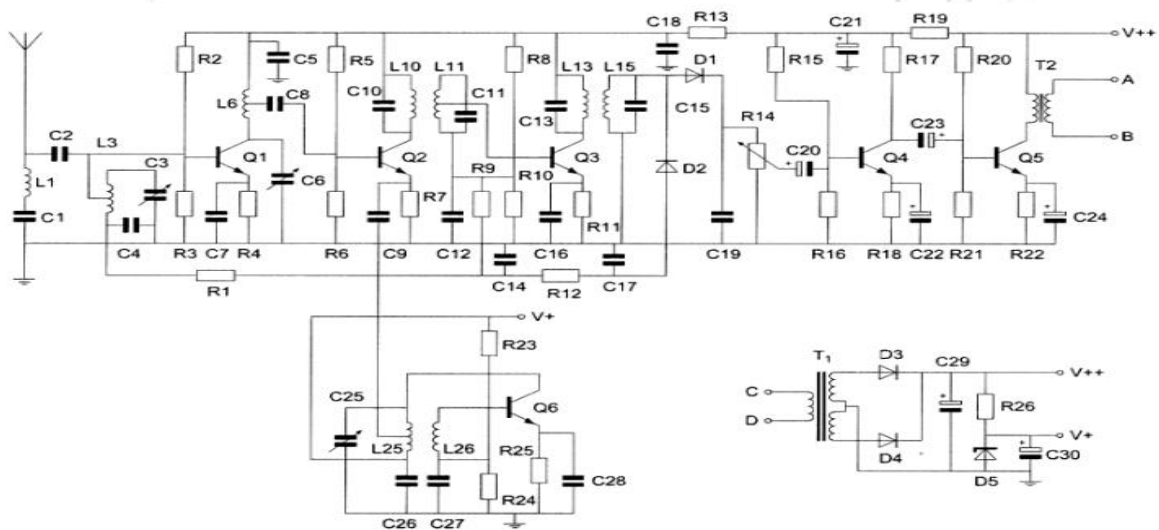 C18 R13 C21 R19
V++
R2 C5 R5 L10 L11 R8 L13 L15 D1 R15 R17 R20 T2
L6 C8 C10 C11 C13 C15 R14 C23 A
C2 L3 C3 Q1 C6 Q2 R9 Q3 D2 C20 Q4 Q5 B
L1 R7 R10
C1 R11 C24
C4 R3 C7 R4 R6 C9 C12 C16 C19 R16 R18 C22 R21 R22
R1 C14 R12 C17
V+
R23
T1 D3 C29 V++
C25 Q6 C R26
L25 L26 R25 D V+
D4 C30
R24 C28 D5
C26 C27